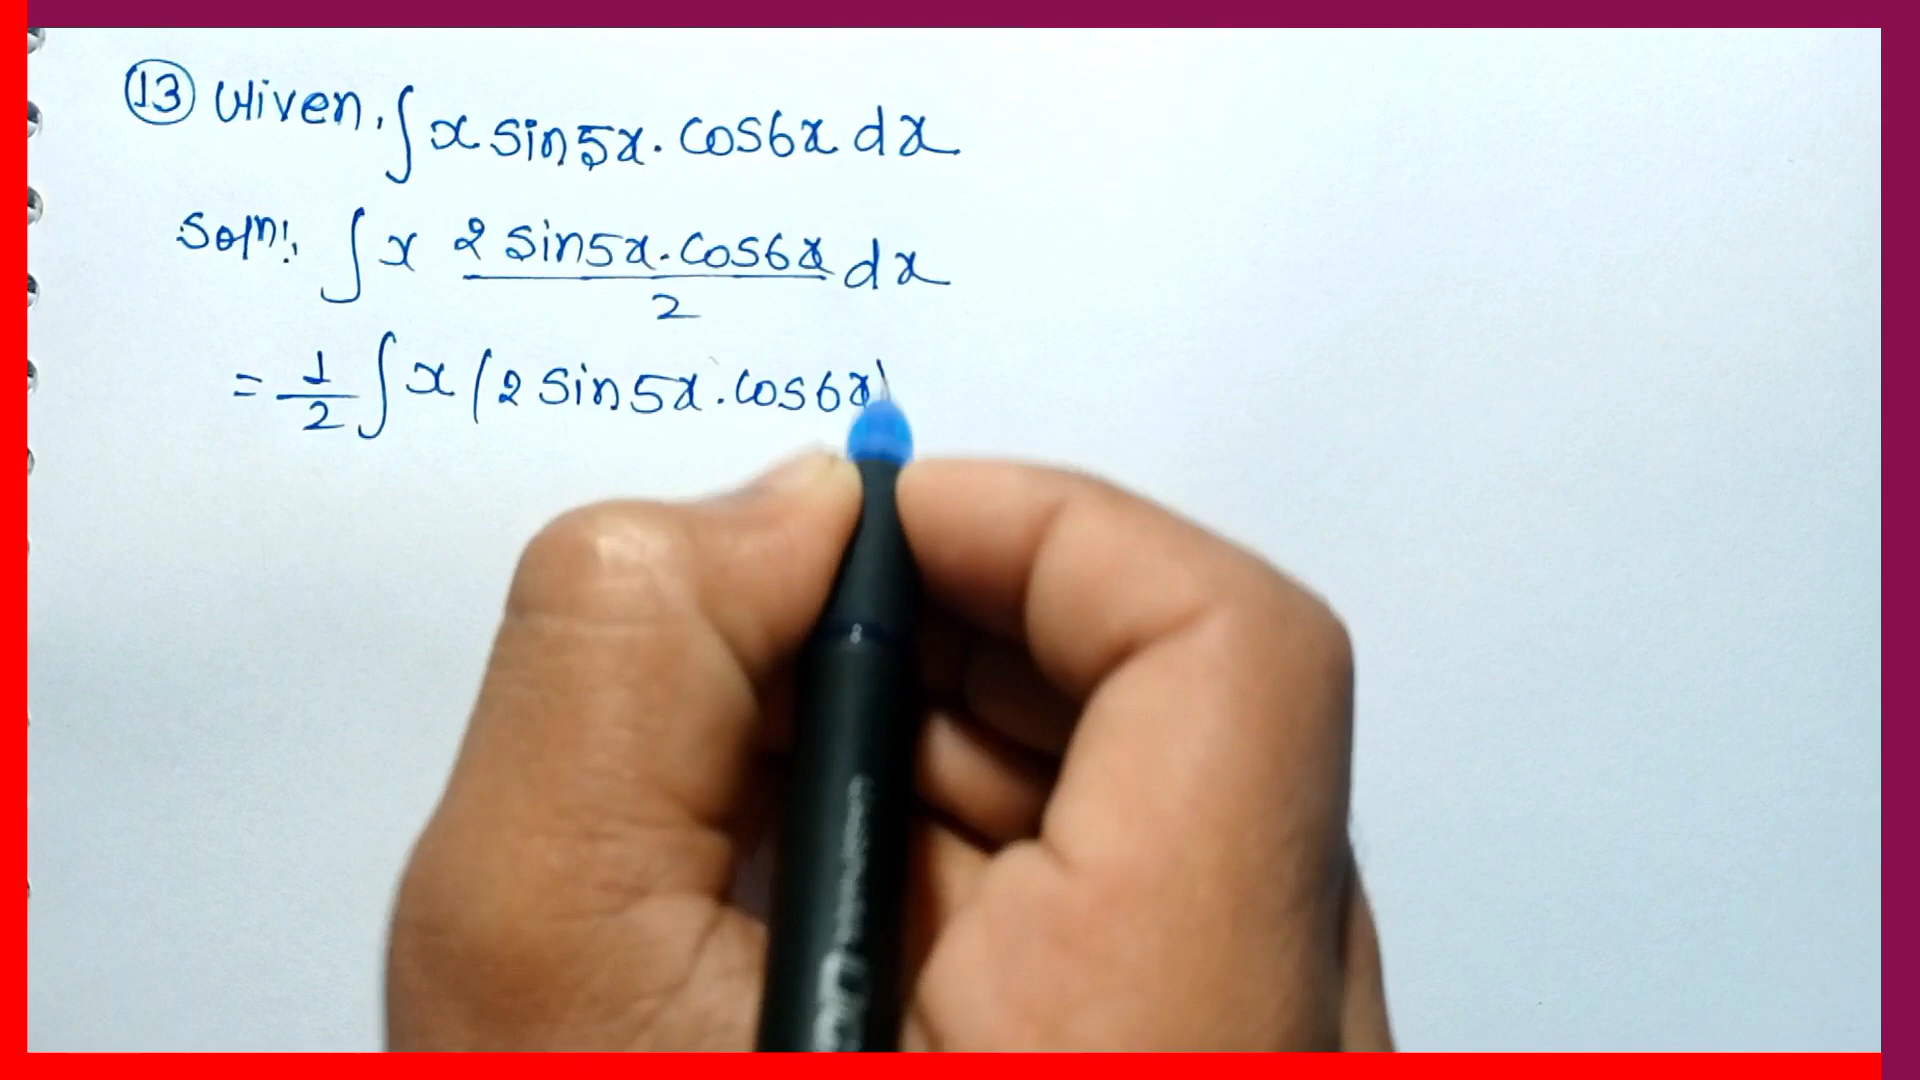 13 Given, ∫ x sin5x . cos6x dx
Soln:, ∫ x 2 sin5x . cos6x / 2 dx
= 1/2 ∫ x (2 sin5x . cos6x)